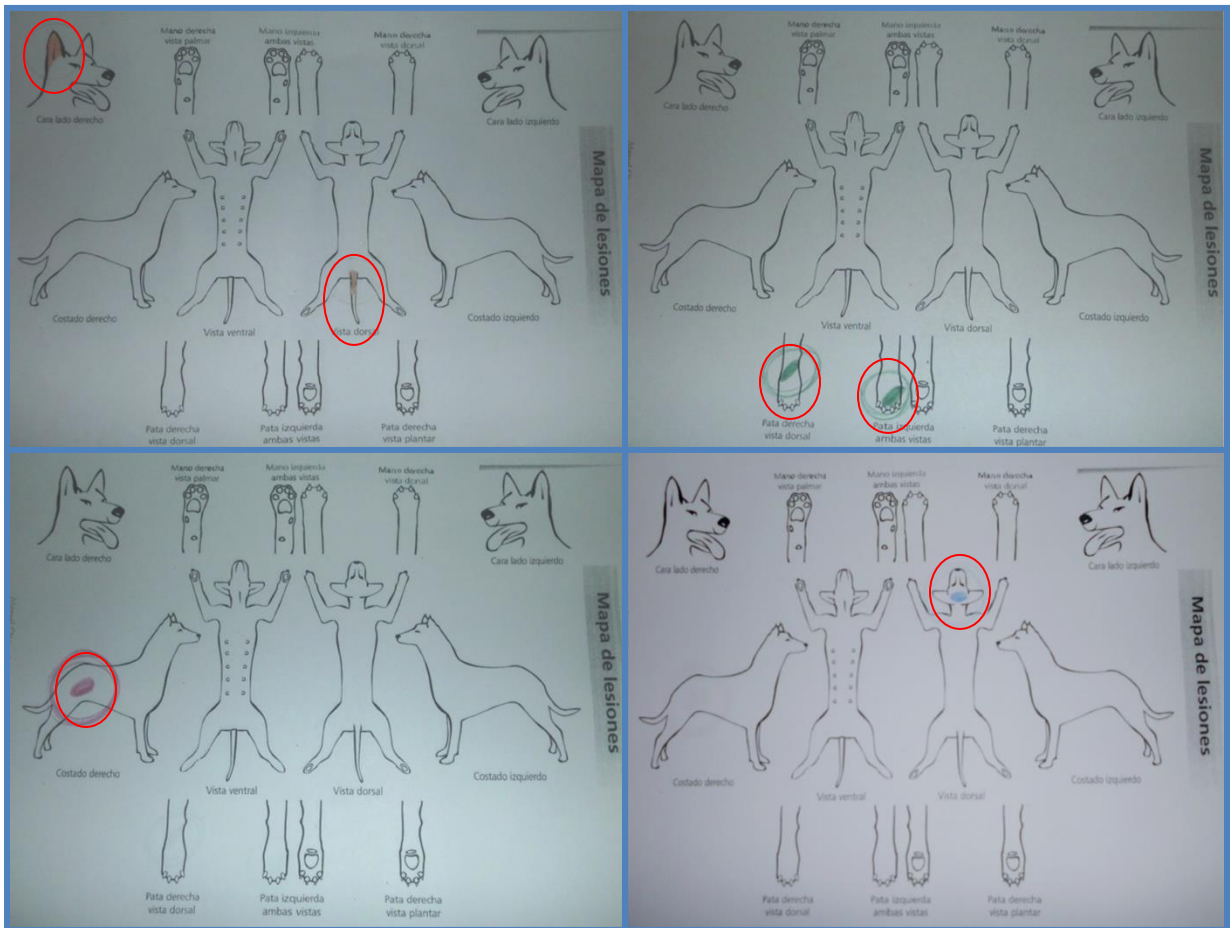 Mano derecha
vista palmar
Mano izquierda
ambas vistas
Mano derecha
vista dorsal
Cara lado derecho
Cara lado izquierdo
Mapa de lesiones
Costado derecho
Vista ventral
Vista dorsal
Costado izquierdo
Pata derecha
vista dorsal
Pata izquierda
ambas vistas
Pata derecha
vista plantar
Mano derecha
vista palmar
Mano izquierda
ambas vistas
Mano derecha
vista dorsal
Cara lado derecho
Cara lado izquierdo
Mapa de lesiones
Costado derecho
Vista ventral
Vista dorsal
Costado izquierdo
Pata derecha
vista dorsal
Pata izquierda
ambas vistas
Pata derecha
vista plantar
Mano derecha
vista palmar
Mano izquierda
ambas vistas
Mano derecha
vista dorsal
Cara lado derecho
Cara lado izquierdo
Mapa de lesiones
Costado derecho
Vista ventral
Vista dorsal
Costado izquierdo
Pata derecha
vista dorsal
Pata izquierda
ambas vistas
Pata derecha
vista plantar
Mano derecha
vista palmar
Mano izquierda
ambas vistas
Mano derecha
vista dorsal
Cara lado derecho
Cara lado izquierdo
Mapa de lesiones
Costado derecho
Vista ventral
Vista dorsal
Costado izquierdo
Pata derecha
vista dorsal
Pata izquierda
ambas vistas
Pata derecha
vista plantar